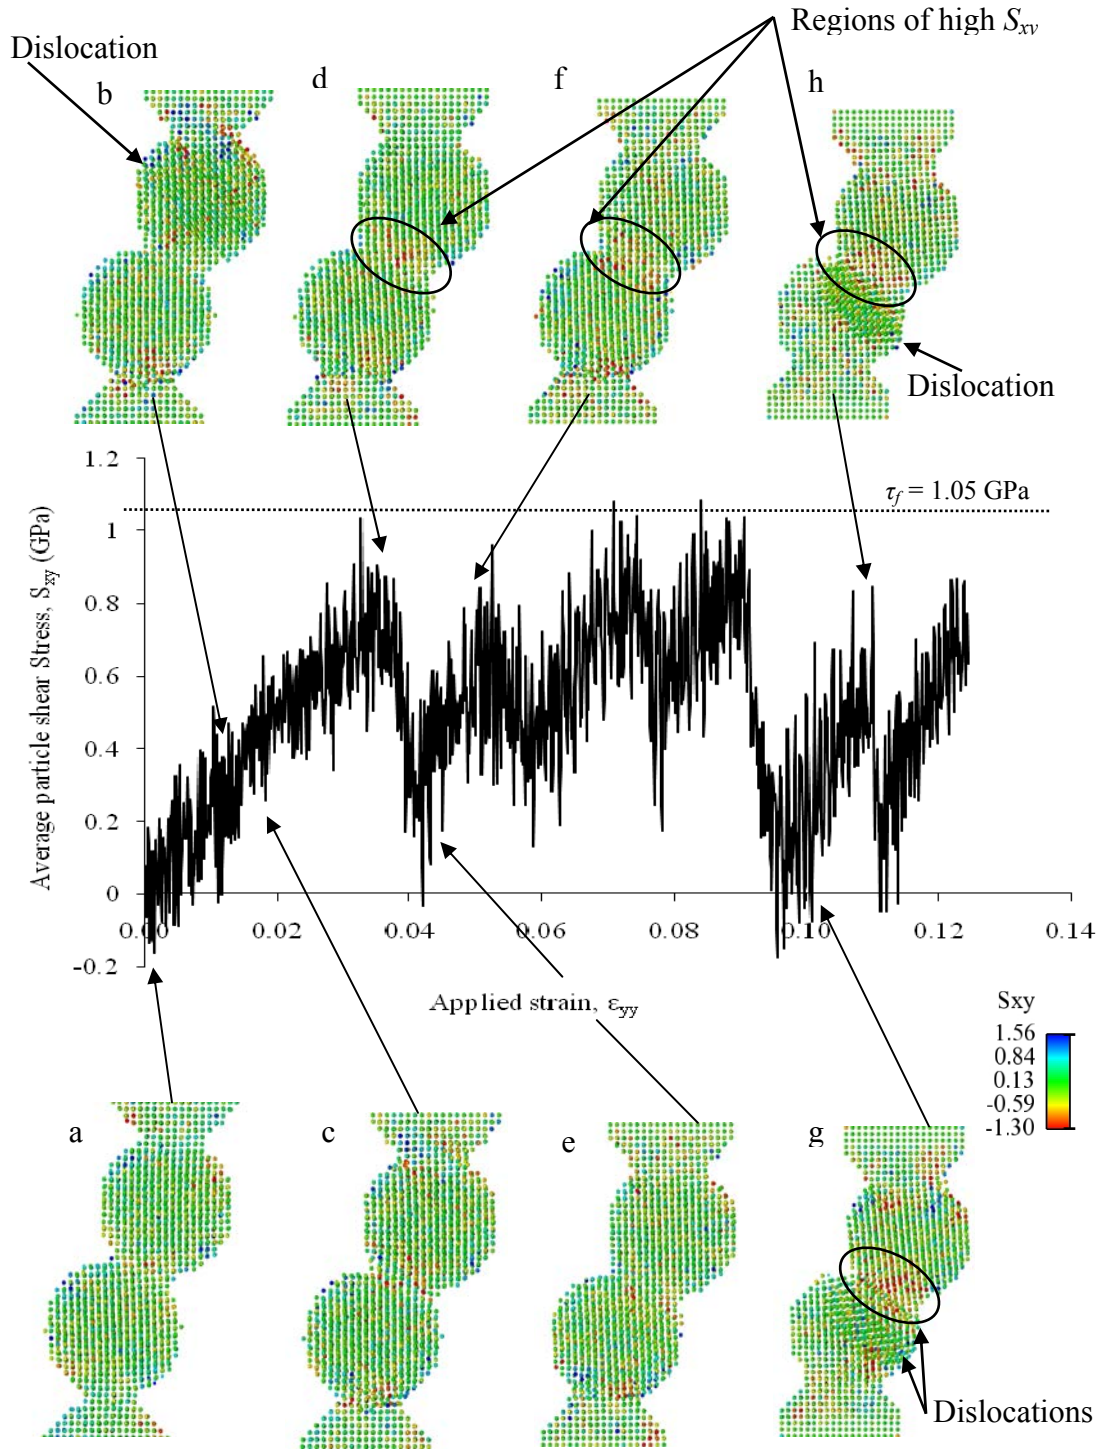 Regions of high Sxy
Dislocation
b
d
f
h
Dislocation
1.2
τf = 1.05 GPa
1
0.8
0.6
0.4
0.2
0
-0.2
Average particle shear Stress, Sxy (GPa)
0.00
0.02
0.04
0.06
0.08
0.10
0.12
0.14
Applied strain, εyy
Sxy
1.56
0.84
0.13
-0.59
-1.30
a
c
e
g
Dislocations